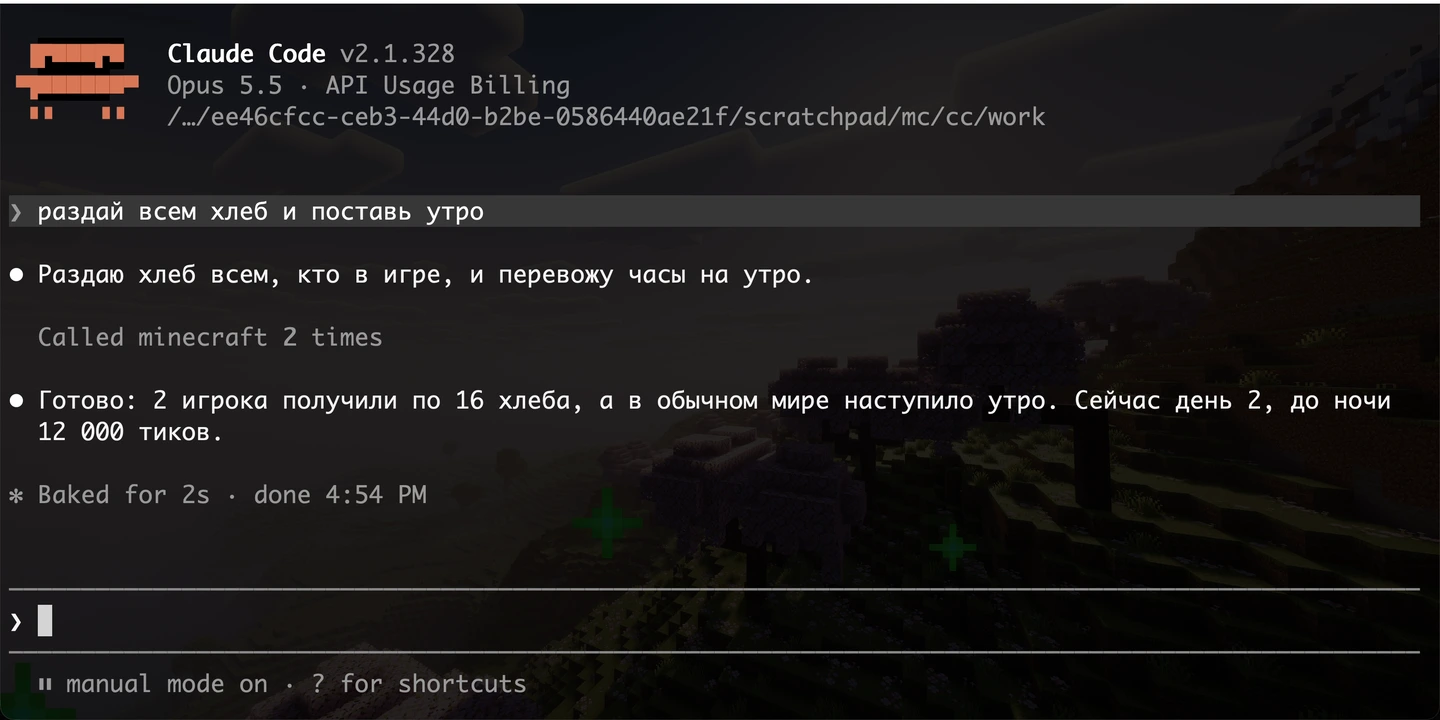 Claude Code v2.1.328
Opus 5.5 · API Usage Billing
/…/ee46cfcc-ceb3-44d0-b2be-0586440ae21f/scratchpad/mc/cc/work
❯ раздай всем хлеб и поставь утро
● Раздаю хлеб всем, кто в игре, и перевожу часы на утро.
Called minecraft 2 times
● Готово: 2 игрока получили по 16 хлеба, а в обычном мире наступило утро. Сейчас день 2, до ночи
12 000 тиков.
✻ Baked for 2s · done 4:54 PM
❯
⏸ manual mode on · ? for shortcuts